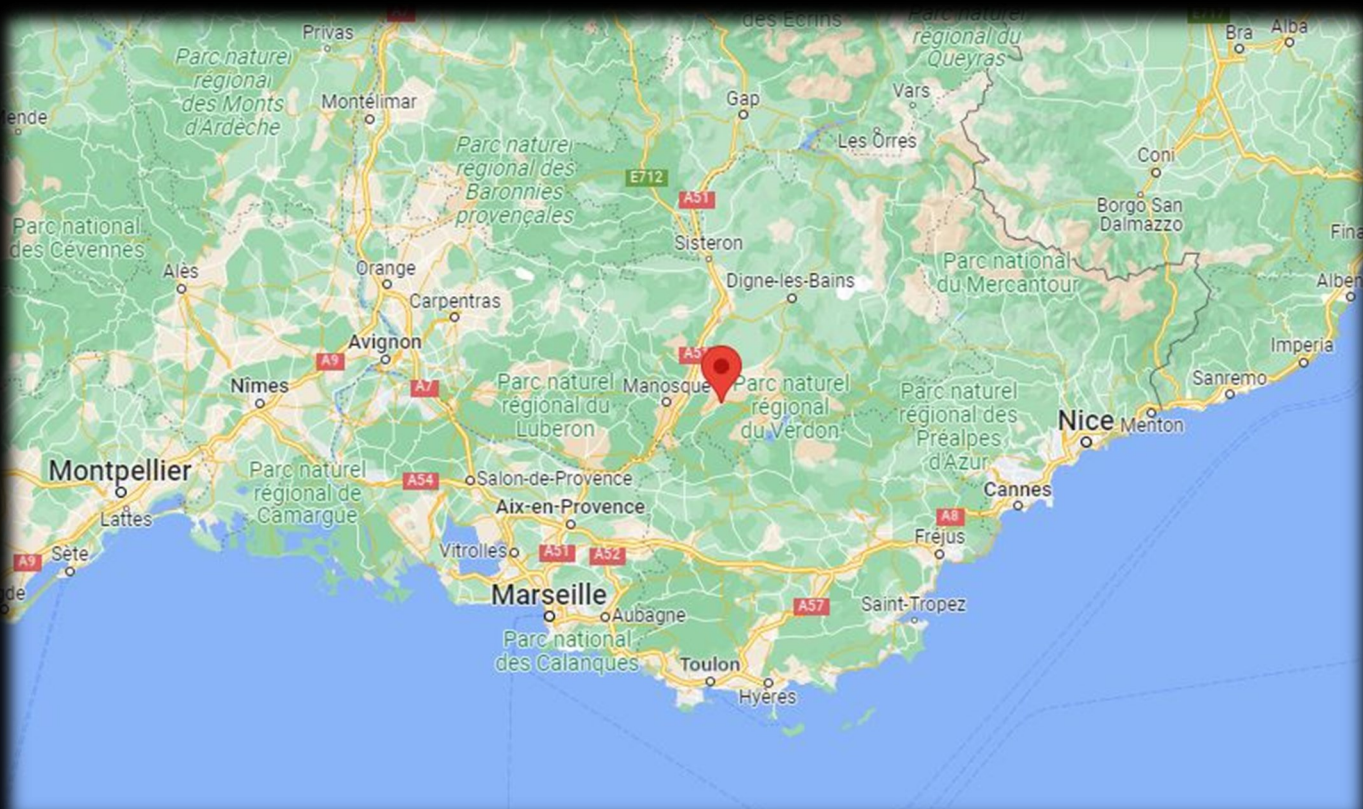 A7
des Écrins
Parc naturel
régional du
Queyras
E717
Bra
Alba
Privas
Parc naturel
régional
des Monts
d'Ardèche
Montélimar
Gap
Vars
Les Orres
Parc naturel
régional des
Baronnies
provençales
E712
A51
Coni
Borgo San
Dalmazzo
Parc national
des Cévennes
Sisteron
Alès
Orange
Carpentras
Digne-les-Bains
Parc national
du Mercantour
Avignon
A9
A7
Nîmes
Parc naturel
régional du
Luberon
Manosque
Parc naturel
régional
du Verdon
Parc naturel
régional des
Préalpes
d'Azur
Imperia
Sanremo
Nice
Menton
Montpellier
Lattes
Parc naturel
régional de
Camargue
A54
Salon-de-Provence
Aix-en-Provence
Cannes
A8
Fréjus
A9
Sète
Vitrolles
A51
A52
Marseille
Aubagne
A57
Saint-Tropez
Parc national
des Calanques
Toulon
Hyères